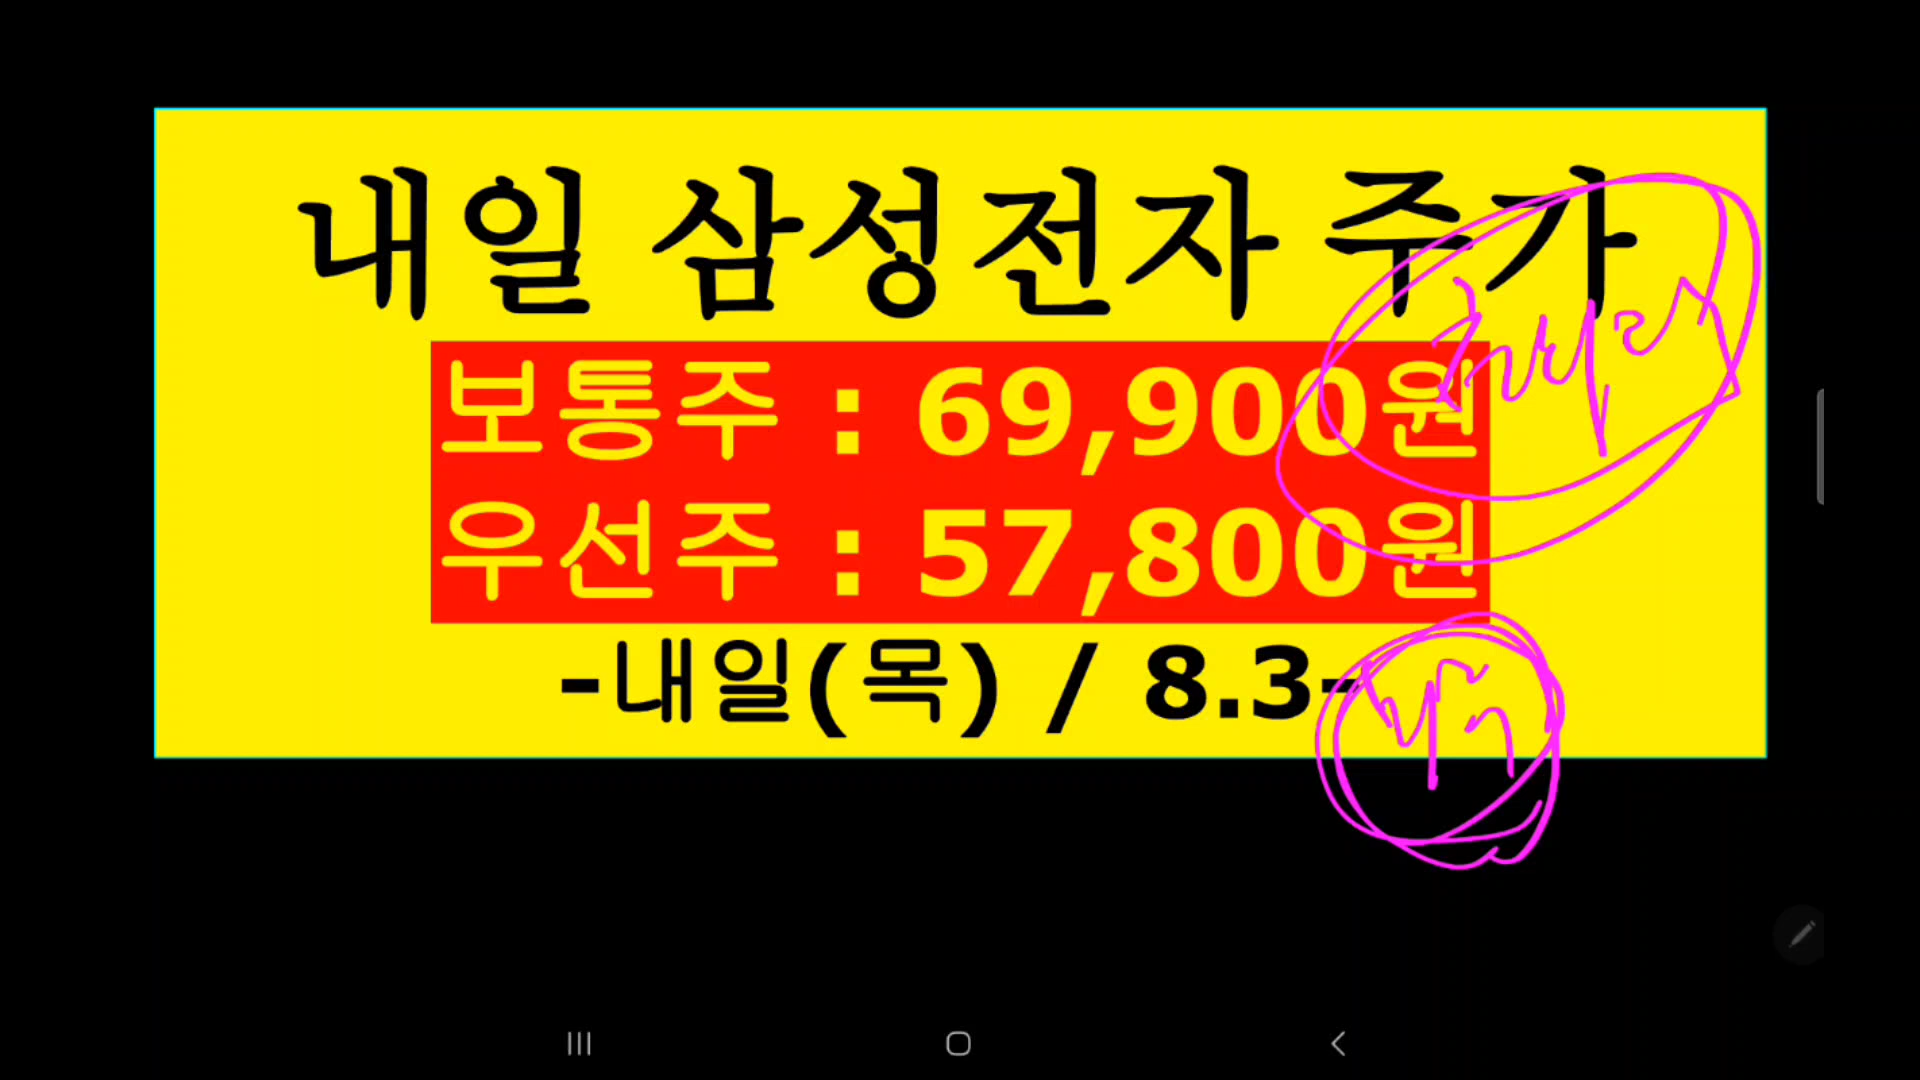 내일 삼성전자 주가
보통주 : 69,900원
우선주 : 57,800원
-내일(목) / 8.3-